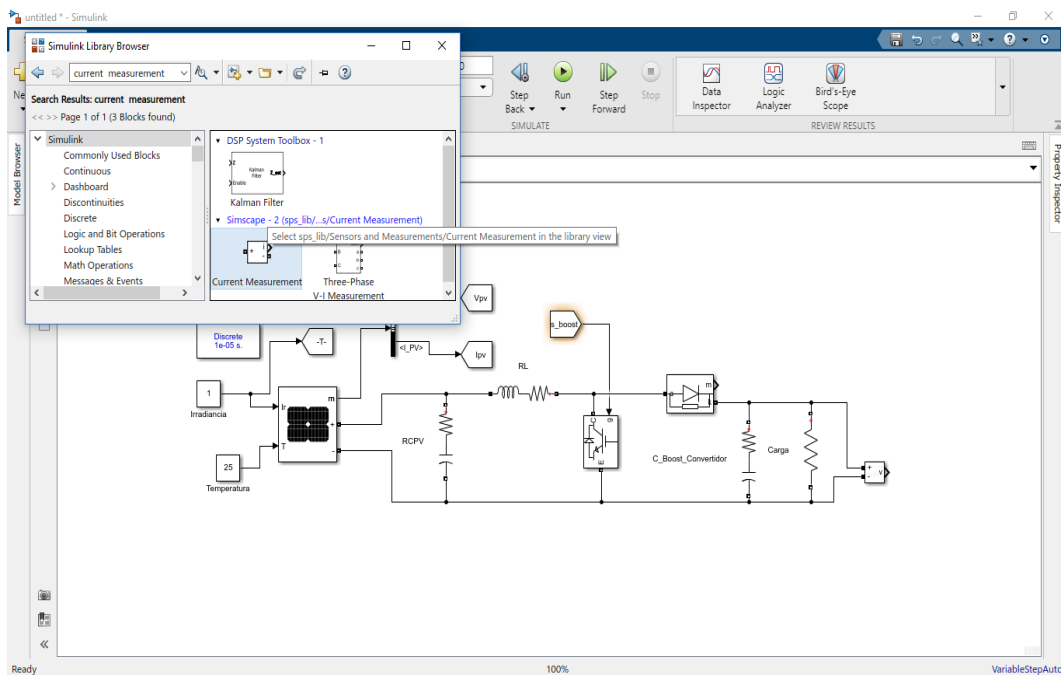 untitled * - Simulink
Simulink Library Browser
current measurement
Search Results: current measurement
<< >> Page 1 of 1 (3 Blocks found)
Simulink
Commonly Used Blocks
Continuous
Dashboard
Discontinuities
Discrete
Logic and Bit Operations
Lookup Tables
Math Operations
Messages & Events
DSP System Toolbox - 1
Kalman
Filter
Enable
Kalman Filter
Simscape - 2 (sps_lib/...s/Current Measurement)
Select sps_lib/Sensors and Measurements/Current Measurement in the library view
Current Measurement
Three-Phase
V-I Measurement
Ne
Step
Back
Run
Step
Forward
Stop
SIMULATE
Data
Inspector
Logic
Analyzer
Bird's-Eye
Scope
REVIEW RESULTS
Model Browser
Property Inspector
Discrete
1e-05 s.
-T-
<I_PV>
Vpv
Ipv
s_boost
RL
1
Irradiancia
Ir
T
m
+
-
25
Temperatura
RCPV
g
C
E
a
k
m
C_Boost_Convertidor
Carga
+
-
v
Ready
100%
VariableStepAuto